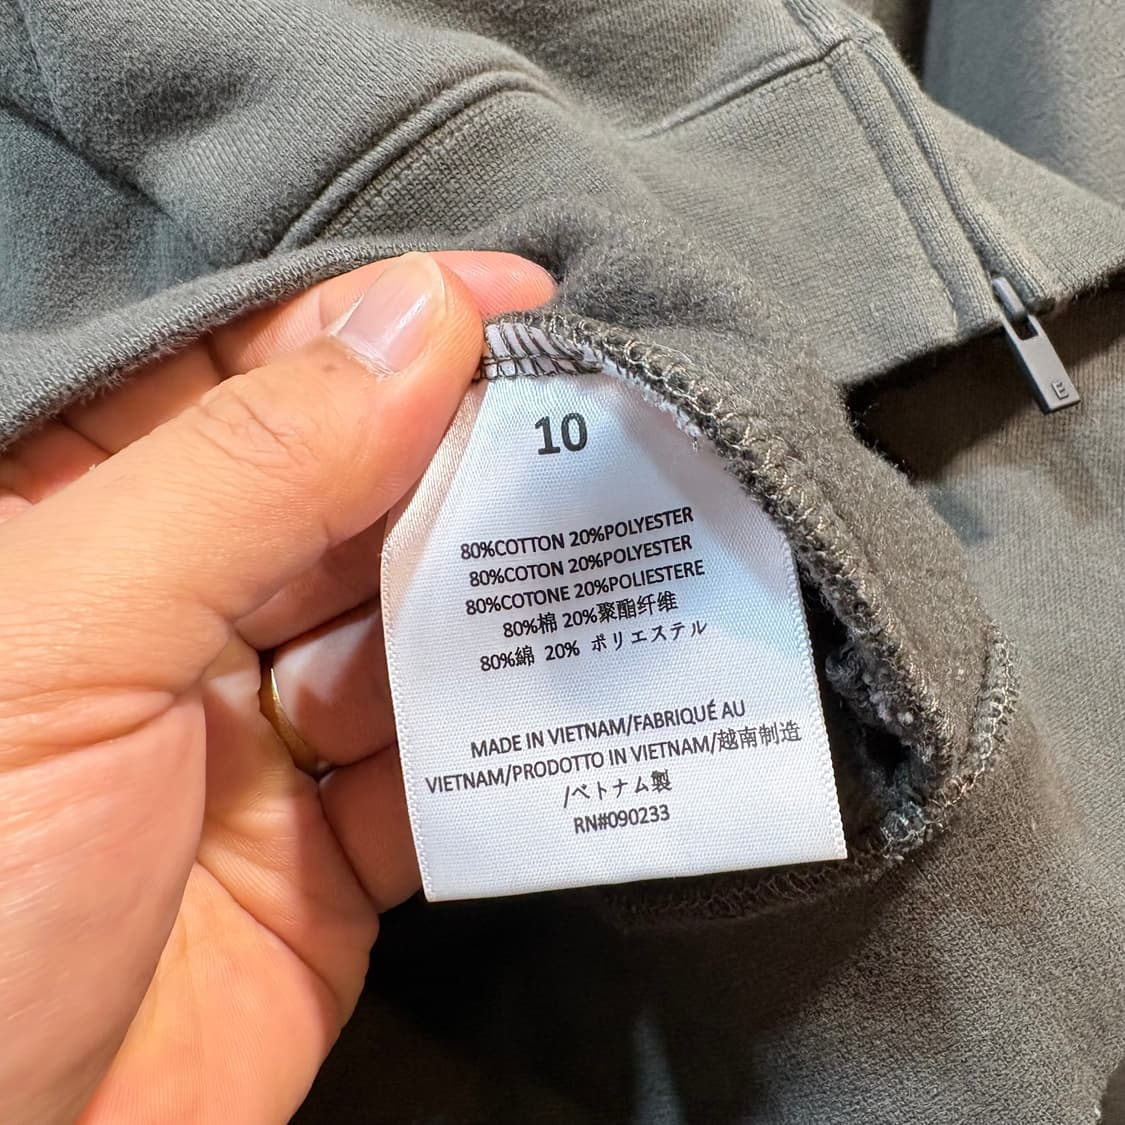 10
80%COTTON 20%POLYESTER
80%COTON 20%POLYESTER
80%COTONE 20%POLIESTERE
80%棉 20%聚酯纤维
80%綿 20% ポリエステル
MADE IN VIETNAM/FABRIQUÉ AU
VIETNAM/PRODOTTO IN VIETNAM/越南制造
/ベトナム製
RN#090233
E